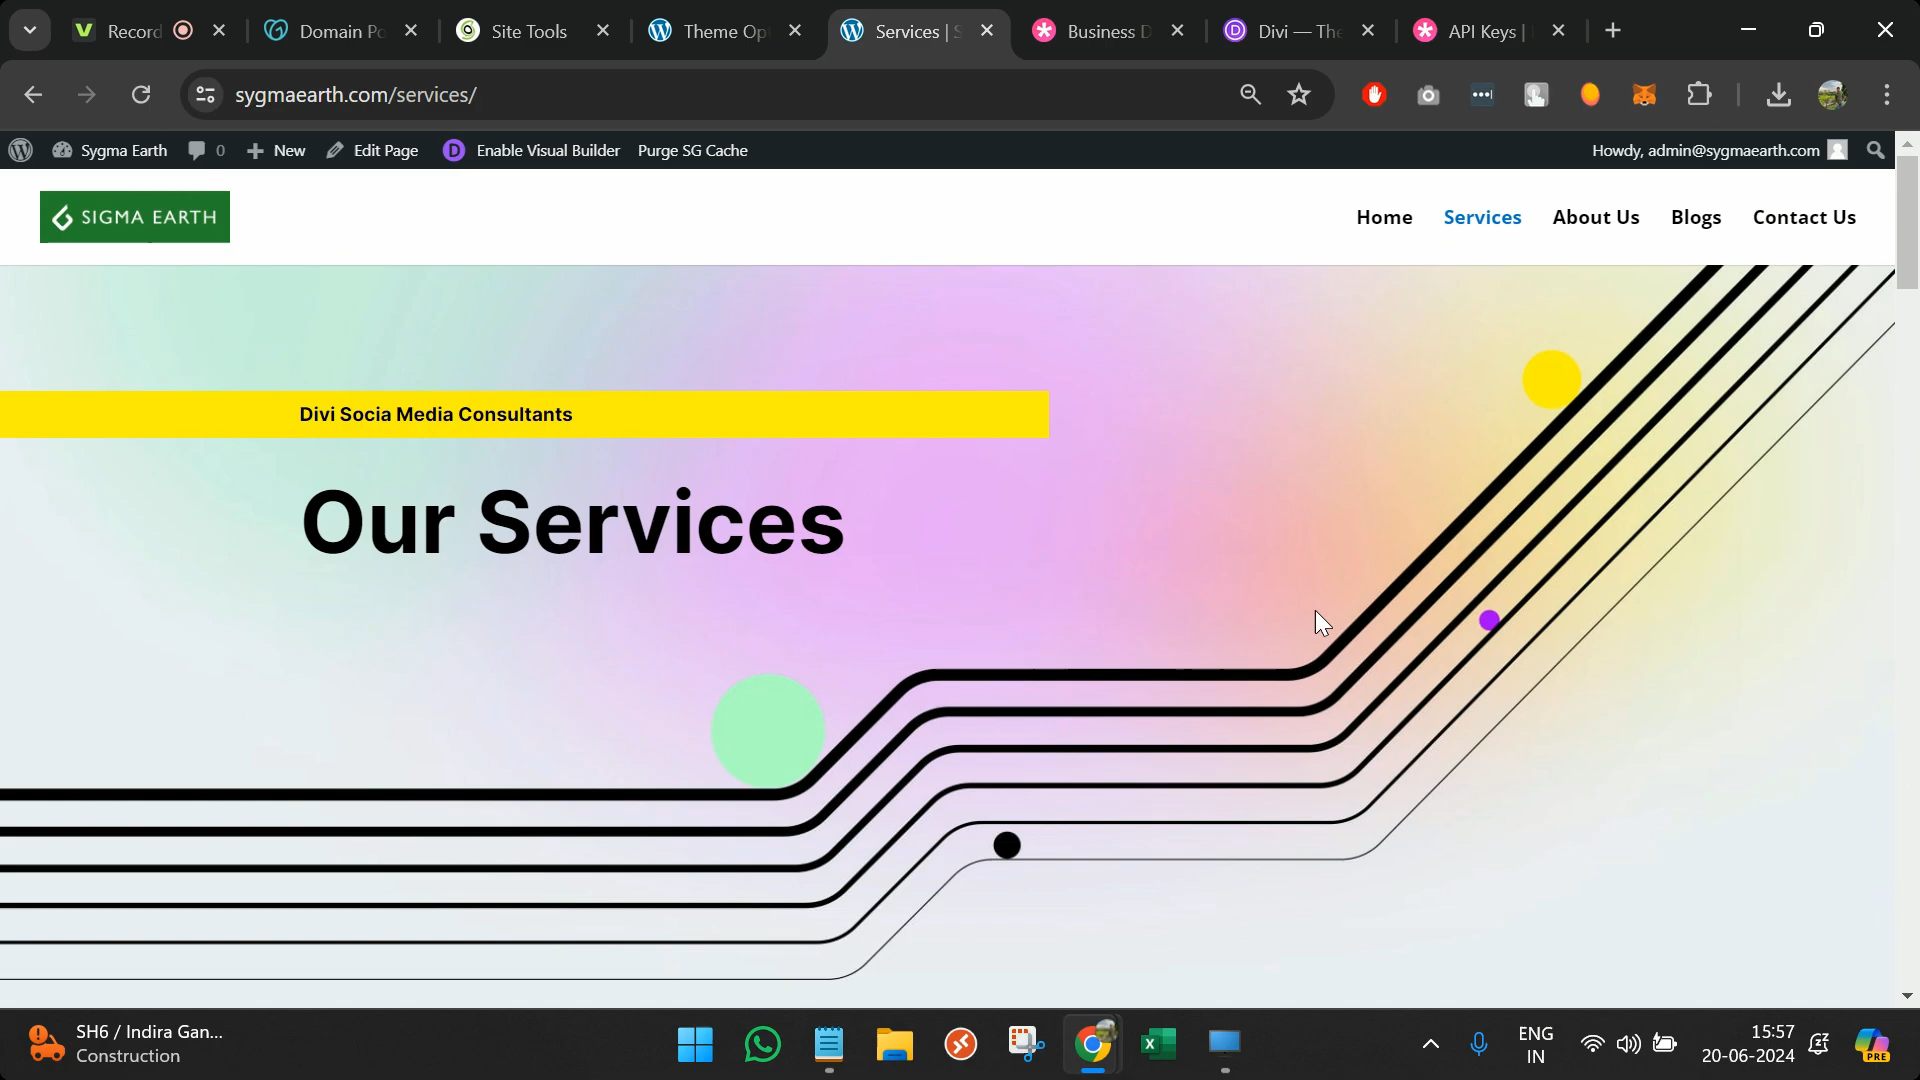 Record
Domain Po
Site Tools
Theme Op
Services | S
Business D
Divi — The
API Keys |
sygmaearth.com/services/
Sygma Earth
0
New
Edit Page
Enable Visual Builder
Purge SG Cache
Howdy, admin@sygmaearth.com
SIGMA EARTH
Home
Services
About Us
Blogs
Contact Us
Divi Socia Media Consultants
Our Services
SH6 / Indira Gan...
Construction
ENG
IN
15:57
20-06-2024
PRE